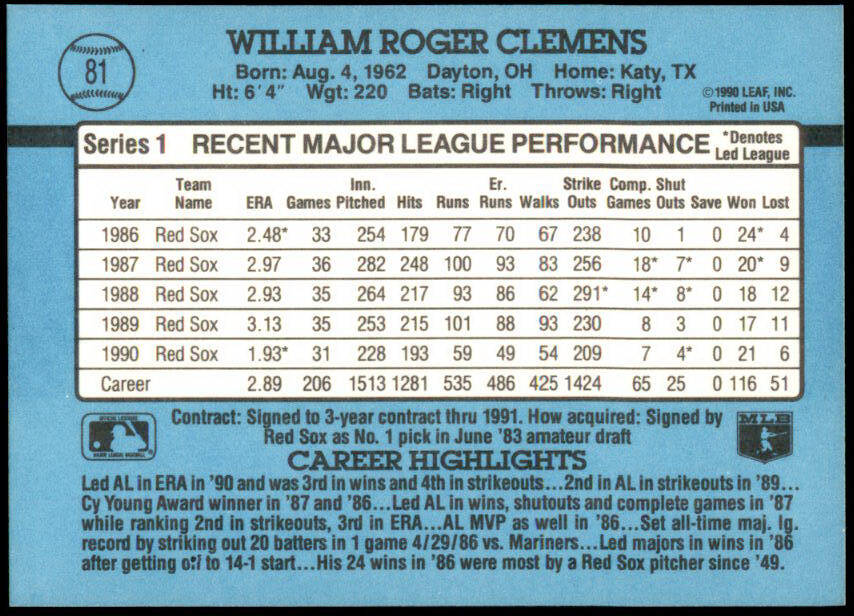 81
WILLIAM ROGER CLEMENS
Born: Aug. 4, 1962 Dayton, OH Home: Katy, TX
Ht: 6'4" Wgt: 220 Bats: Right Throws: Right
©1990 LEAF, INC.
Printed in USA
Series 1 RECENT MAJOR LEAGUE PERFORMANCE *Denotes
Led League
Team Inn. Er. Strike Comp. Shut
Year Name ERA Games Pitched Hits Runs Runs Walks Outs Games Outs Save Won Lost
1986 Red Sox 2.48* 33 254 179 77 70 67 238 10 1 0 24* 4
1987 Red Sox 2.97 36 282 248 100 93 83 256 18* 7* 0 20* 9
1988 Red Sox 2.93 35 264 217 93 86 62 291* 14* 8* 0 18 12
1989 Red Sox 3.13 35 253 215 101 88 93 230 8 3 0 17 11
1990 Red Sox 1.93* 31 228 193 59 49 54 209 7 4* 0 21 6
Career 2.89 206 1513 1281 535 486 425 1424 65 25 0 116 51
Contract: Signed to 3-year contract thru 1991. How acquired: Signed by
Red Sox as No. 1 pick in June '83 amateur draft
MLB
CAREER HIGHLIGHTS
Led AL in ERA in '90 and was 3rd in wins and 4th in strikeouts...2nd in AL in strikeouts in '89...
Cy Young Award winner in '87 and '86...Led AL in wins, shutouts and complete games in '87
while ranking 2nd in strikeouts, 3rd in ERA...AL MVP as well in '86...Set all-time maj. lg.
record by striking out 20 batters in 1 game 4/29/86 vs. Mariners...Led majors in wins in '86
after getting off to 14-1 start...His 24 wins in '86 were most by a Red Sox pitcher since '49.